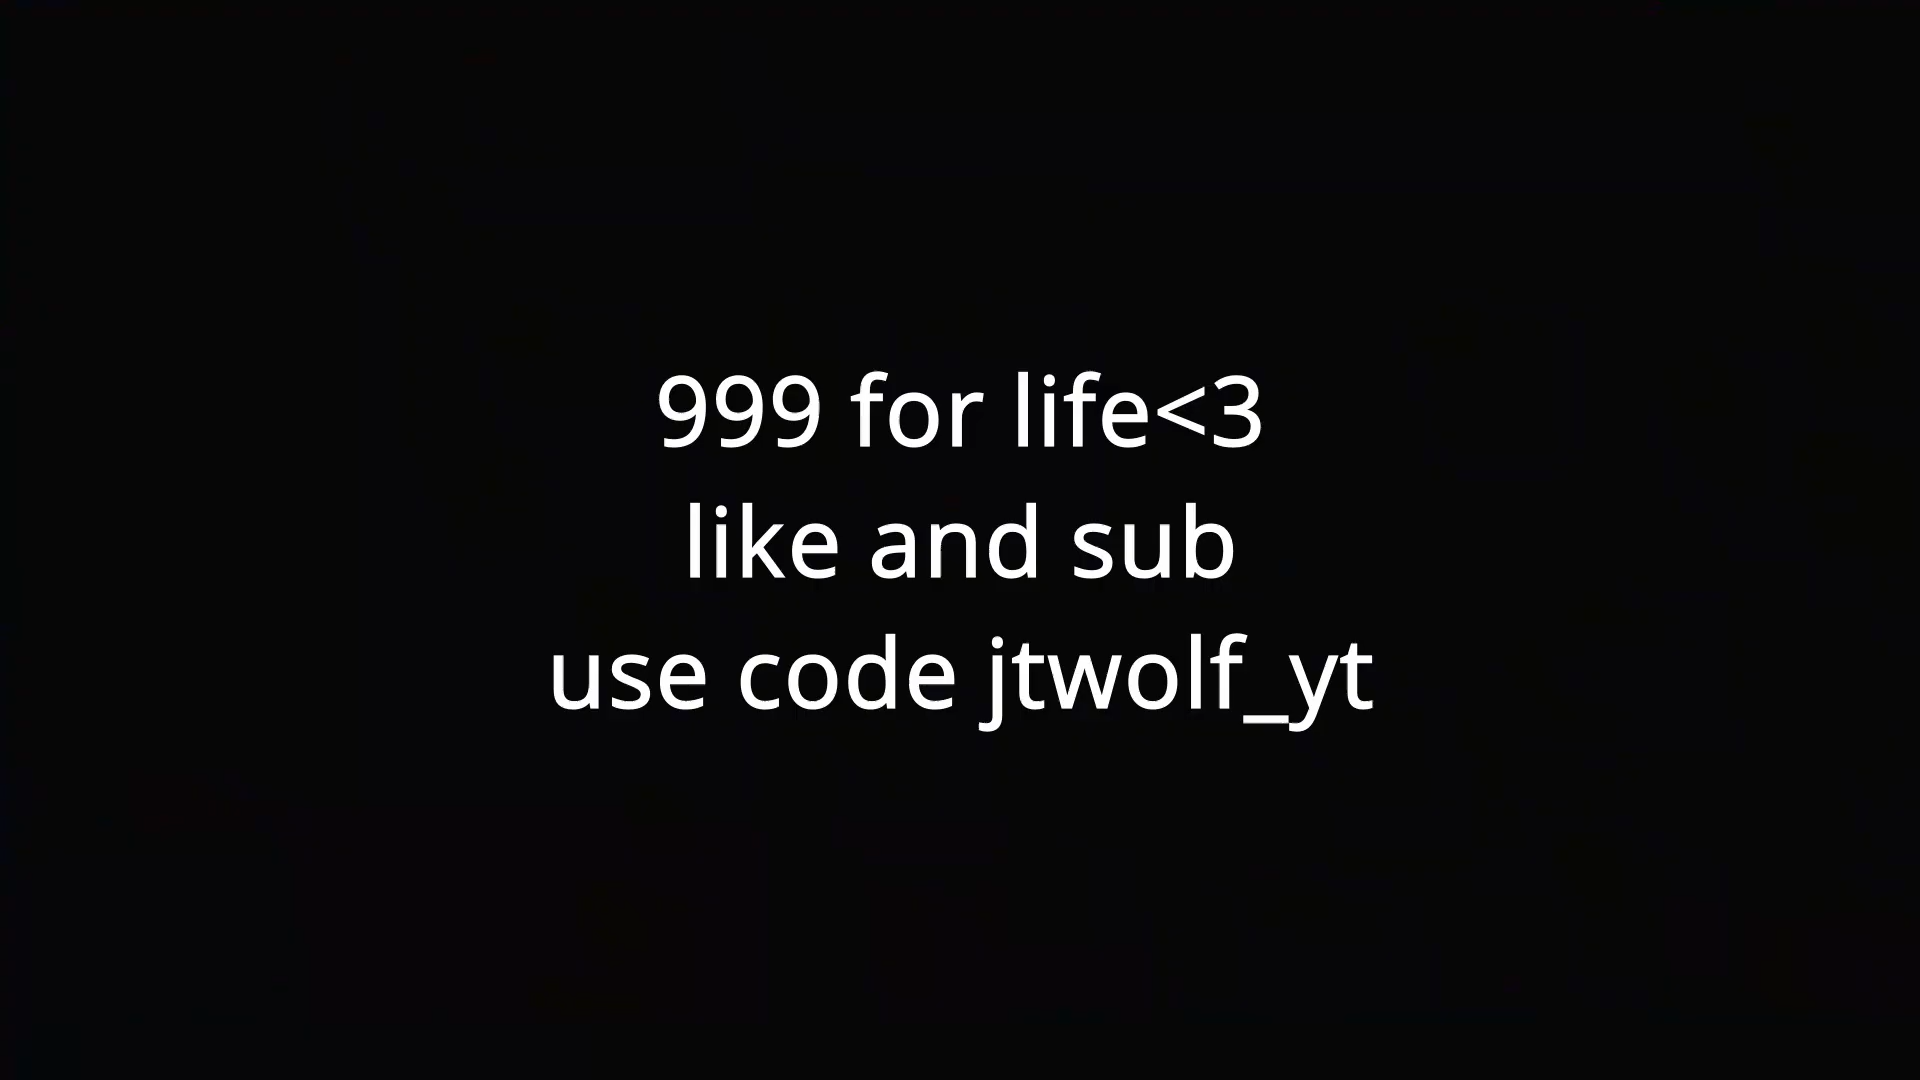 999 for life<3
like and sub
use code jtwolf_yt